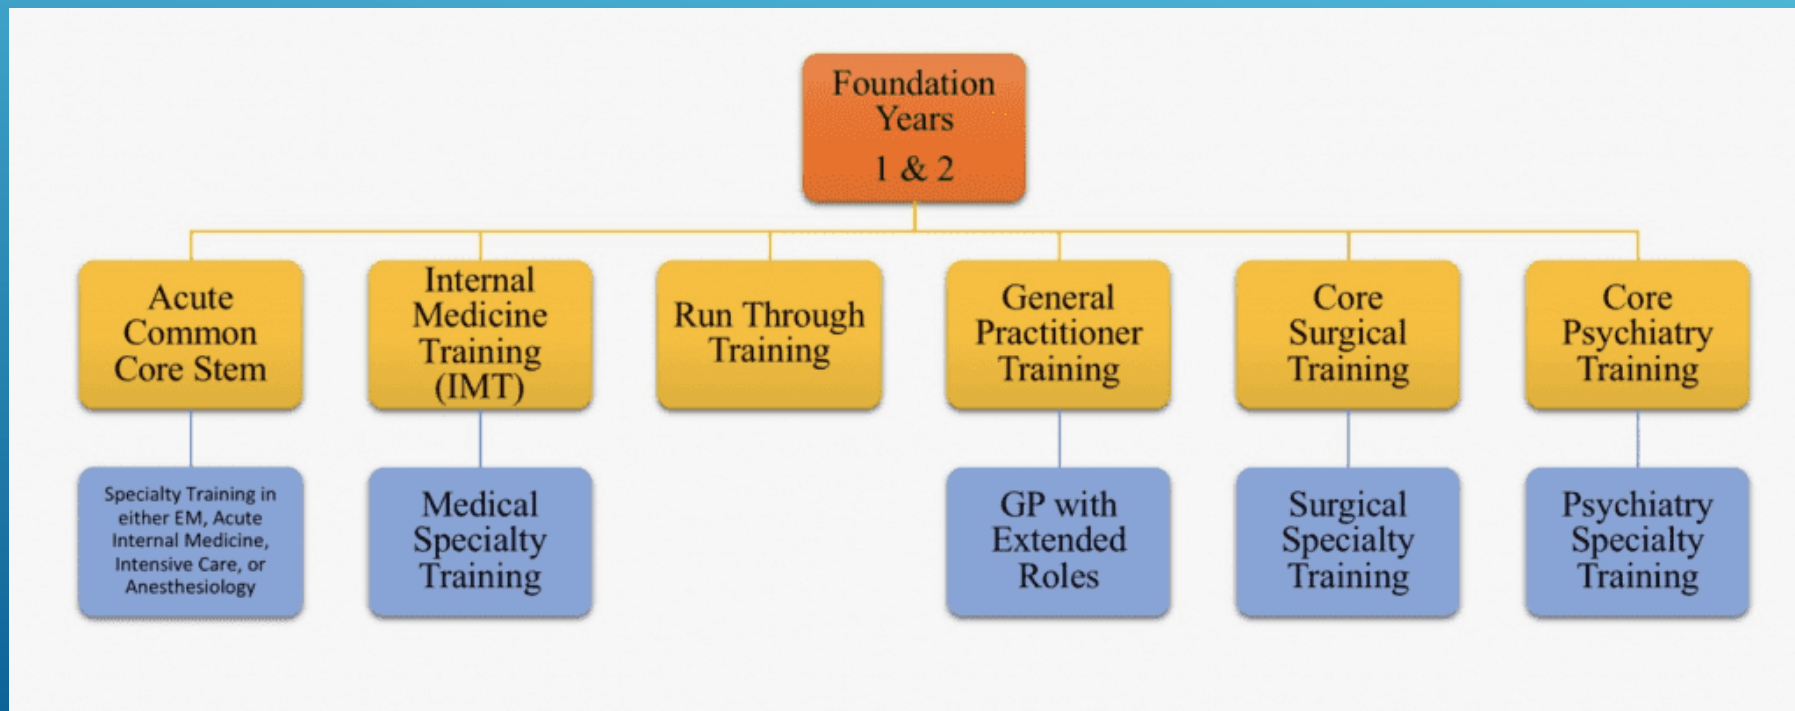 Foundation
Years
1 & 2
Acute
Common
Core Stem
Internal
Medicine
Training
(IMT)
Run Through
Training
General
Practitioner
Training
Core
Surgical
Training
Core
Psychiatry
Training
Specialty Training in
either EM, Acute
Internal Medicine,
Intensive Care, or
Anesthesiology
Medical
Specialty
Training
GP with
Extended
Roles
Surgical
Specialty
Training
Psychiatry
Specialty
Training